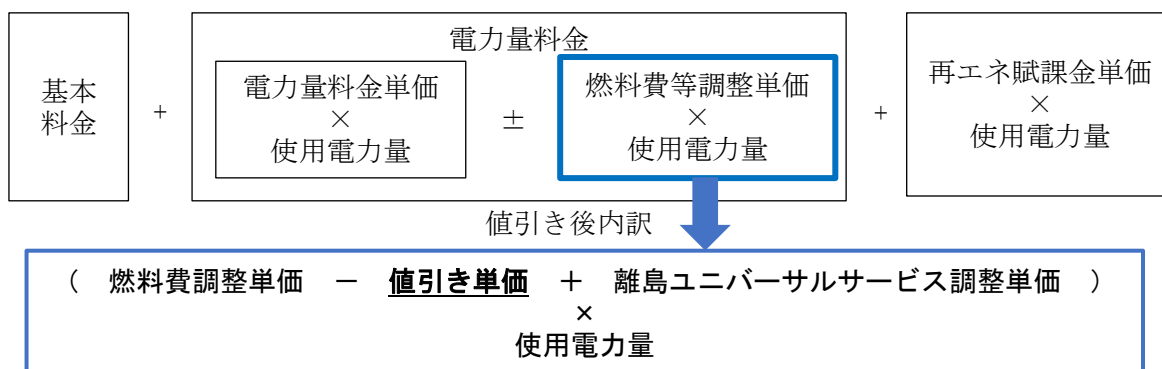 基本
料金
+
電力量料金
電力量料金単価
×
使用電力量
±
燃料費等調整単価
×
使用電力量
+
再エネ賦課金単価
×
使用電力量
値引き後内訳
( 燃料費調整単価 － 値引き単価 ＋ 離島ユニバーサルサービス調整単価 )
×
使用電力量